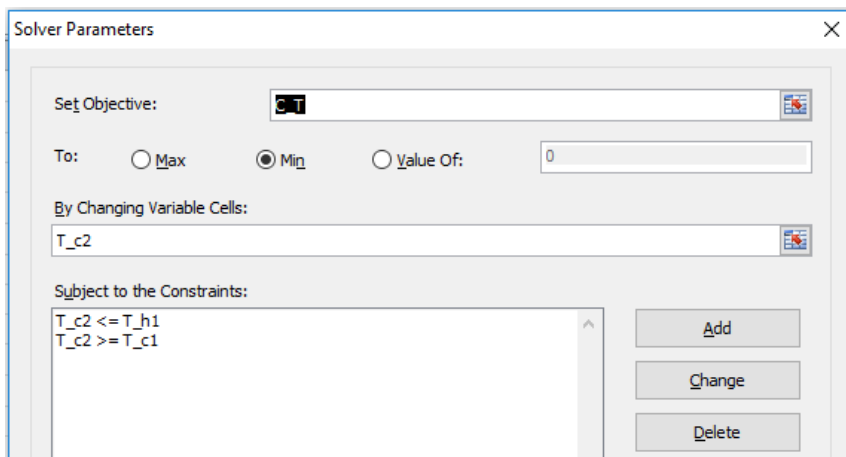 Solver Parameters
Set Objective: C_T
To: Max Min Value Of: 0
By Changing Variable Cells:
T_c2
Subject to the Constraints:
T_c2 <= T_h1
T_c2 >= T_c1
Add
Change
Delete